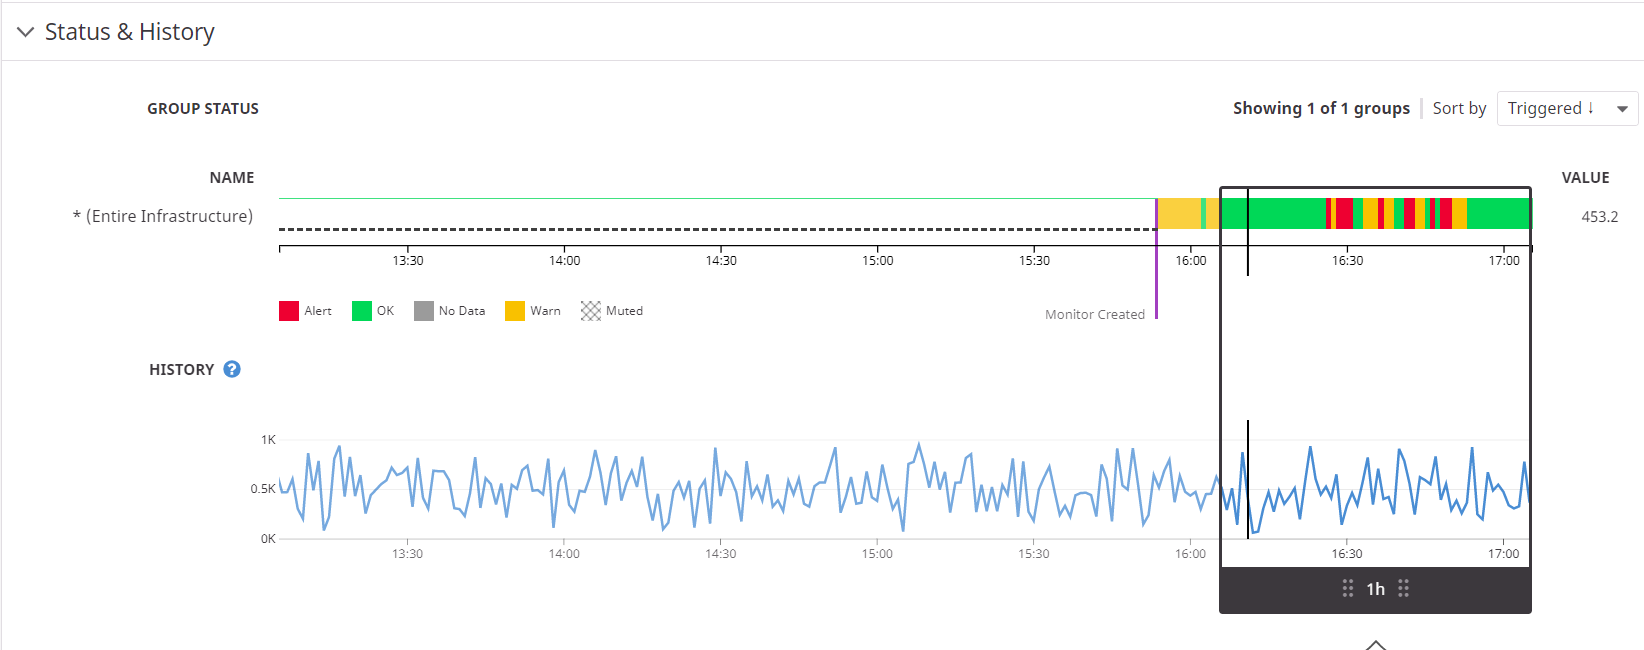 Status & History
GROUP STATUS
Showing 1 of 1 groups Sort by Triggered ↓
NAME
VALUE
* (Entire Infrastructure)
453.2
13:30 14:00 14:30 15:00 15:30 16:00 16:30 17:00
Alert OK No Data Warn Muted
Monitor Created
HISTORY ?
1K
0.5K
0K
13:30 14:00 14:30 15:00 15:30 16:00 16:30 17:00
1h